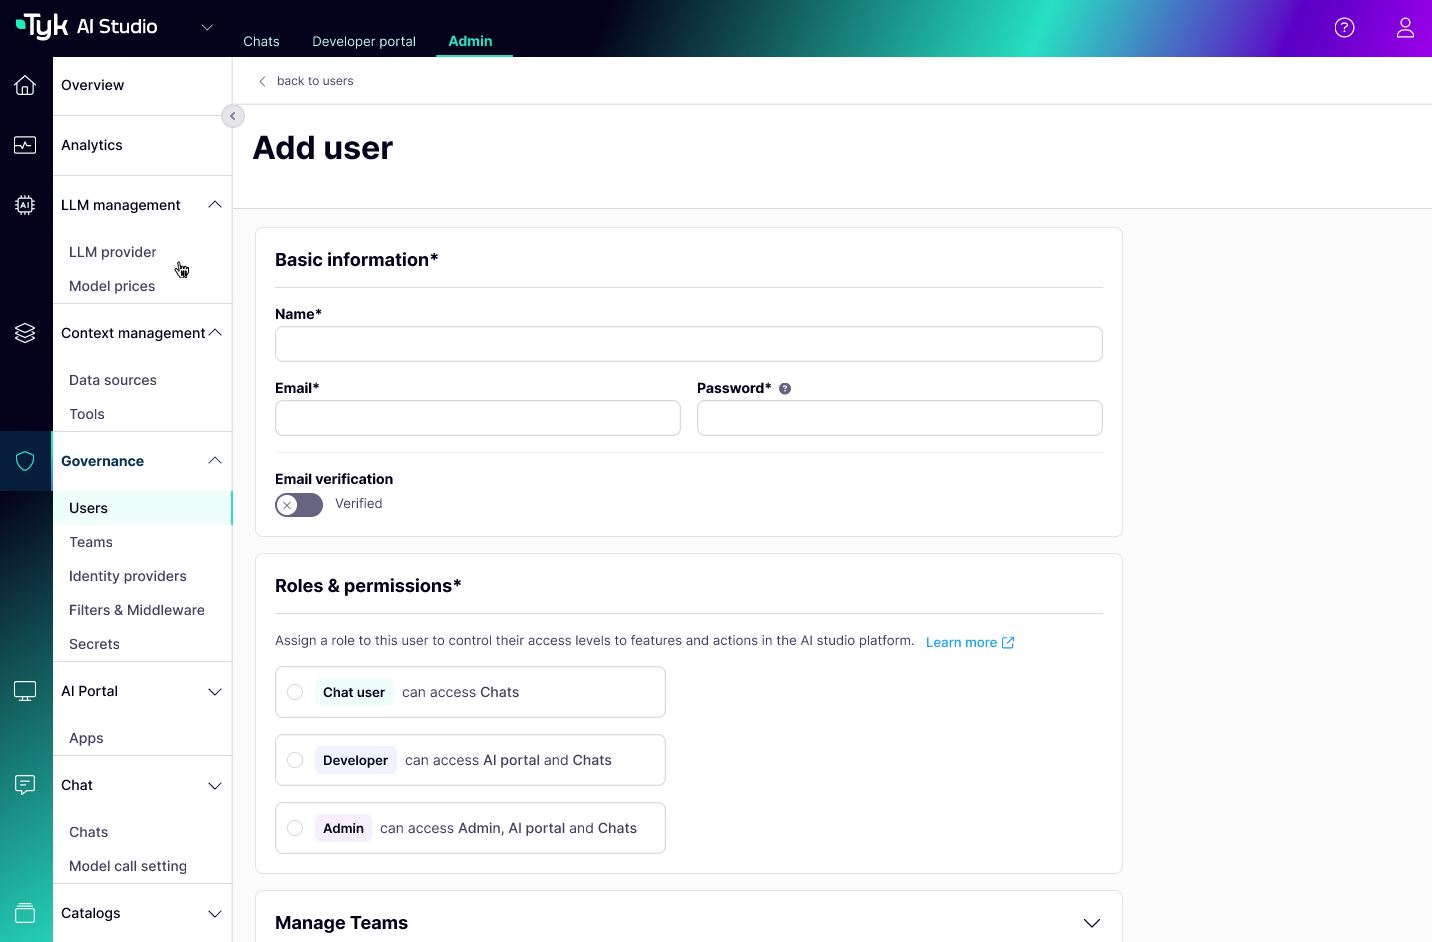 Tyk AI Studio
Chats
Developer portal
Admin
Overview
Analytics
LLM management
LLM provider
Model prices
Context management
Data sources
Tools
Governance
Users
Teams
Identity providers
Filters & Middleware
Secrets
AI Portal
Apps
Chat
Chats
Model call setting
Catalogs
back to users
Add user
Basic information*
Name*
Email*
Password*
Email verification
Verified
Roles & permissions*
Assign a role to this user to control their access levels to features and actions in the AI studio platform. Learn more
Chat user can access Chats
Developer can access AI portal and Chats
Admin can access Admin, AI portal and Chats
Manage Teams